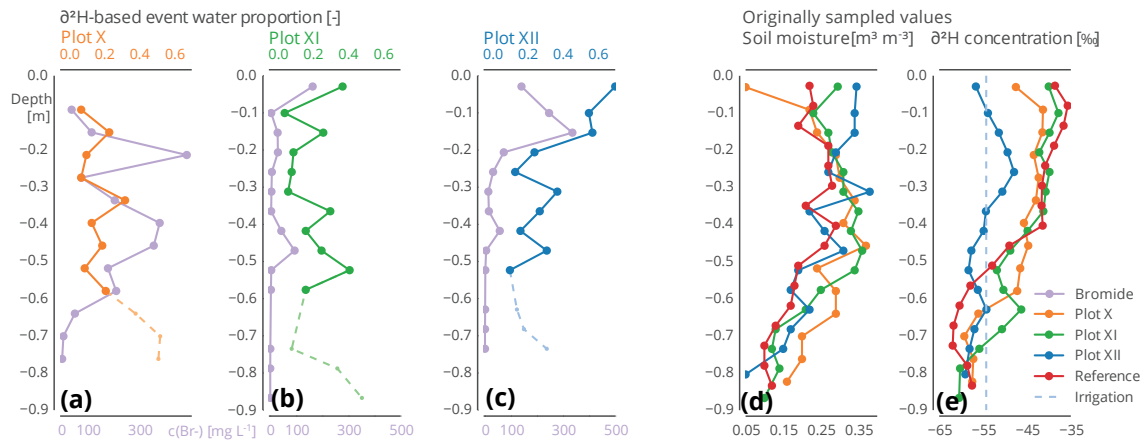 ∂²H-based event water proportion [-]
Plot X
Plot XI
Plot XII
0.0 0.2 0.4 0.6
0.0 0.2 0.4 0.6
0.0 0.2 0.4 0.6
Originally sampled values
Soil moisture[m³ m⁻³]
∂²H concentration [‰]
Depth
[m]
0.0
−0.1
−0.2
−0.3
−0.4
−0.5
−0.6
−0.7
−0.8
−0.9
(a)
0 100 300
c(Br-) [mg L⁻¹]
0.0
−0.1
−0.2
−0.3
−0.4
−0.5
−0.6
−0.7
−0.8
−0.9
(b)
0 100 300 500
0.0
−0.1
−0.2
−0.3
−0.4
−0.5
−0.6
−0.7
−0.8
−0.9
(c)
0 100 300 500
0.0
−0.1
−0.2
−0.3
−0.4
−0.5
−0.6
−0.7
−0.8
−0.9
(d)
0.05 0.15 0.25 0.35
0.0
−0.1
−0.2
−0.3
−0.4
−0.5
−0.6
−0.7
−0.8
−0.9
(e)
−65 −55 −45 −35
Bromide
Plot X
Plot XI
Plot XII
Reference
Irrigation